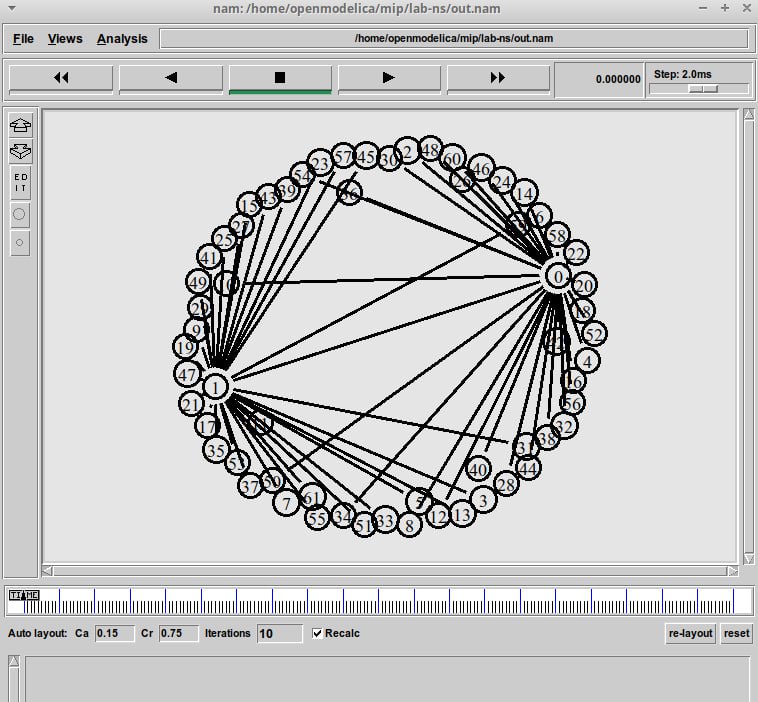 nam: /home/openmodelica/mip/lab-ns/out.nam
File Views Analysis /home/openmodelica/mip/lab-ns/out.nam
0.000000 Step: 2.0ms
ED
IT
23 57 45 30 2 48 60
54 36 26 46 24
15 43 39 14
25 27 6
58
41 22
49 0 20
29 18
9 52
19 4
47 1 16
21 56
17 11 32
35 31 38
53 40 44
37 50 28
7 61 5 3
55 34 51 33 8 12 13
TIME
Auto layout: Ca 0.15 Cr 0.75 Iterations 10 Recalc re-layout reset